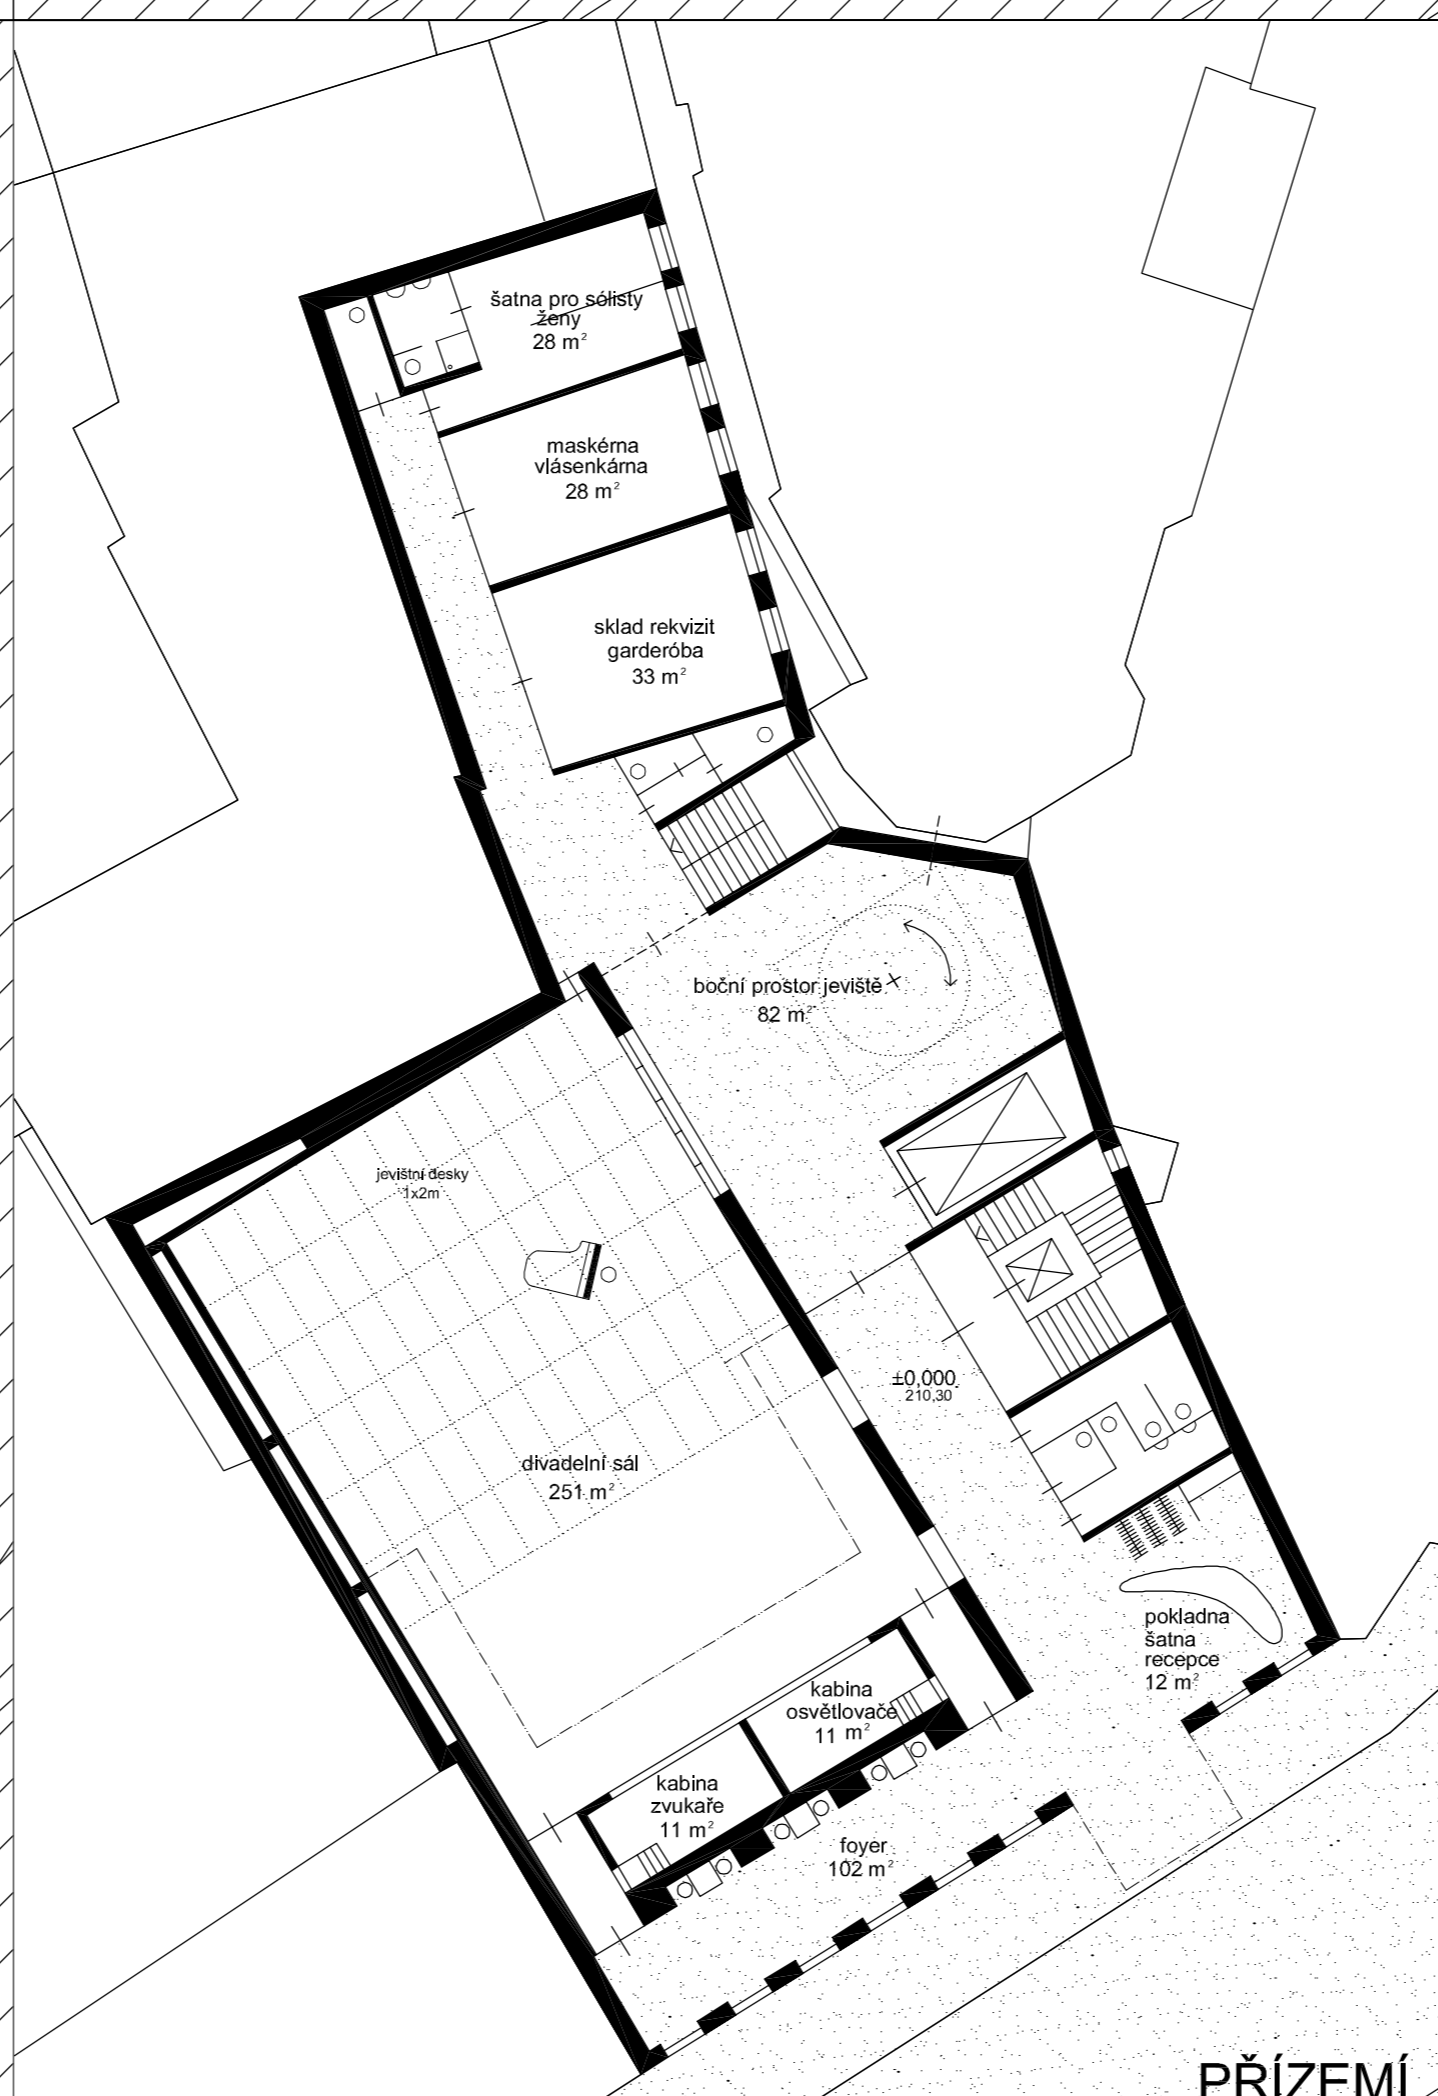 šatna pro sólisty
ženy
28 m²
maskérna
vlásenkárna
28 m²
sklad rekvizit
garderóba
33 m²
boční prostor jeviště
82 m²
jevištní desky
1x2m
±0,000
210,30
divadelní sál
251 m²
pokladna
šatna
recepce
12 m²
kabina
osvětlovače
11 m²
kabina
zvukaře
11 m²
foyer
102 m²
PŘÍZEMÍ